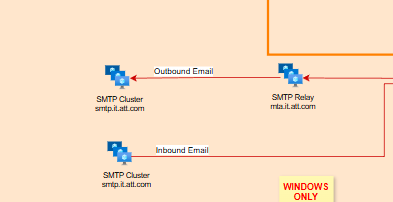 Outbound Email
SMTP Cluster
smtp.it.att.com
SMTP Relay
mta.it.att.com
Inbound Email
SMTP Cluster
smtp.it.att.com
WINDOWS
ONLY